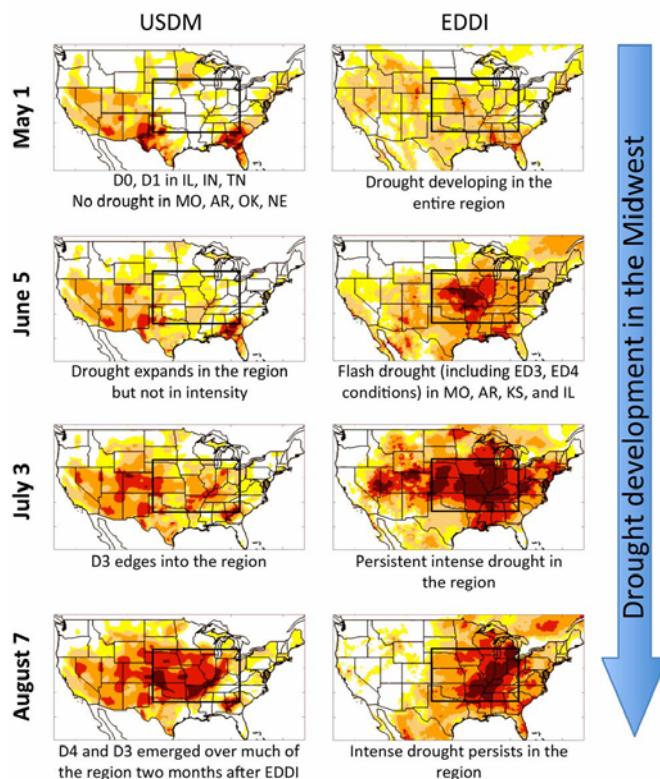 USDM
EDDI
May 1
D0, D1 in IL, IN, TN
No drought in MO, AR, OK, NE
Drought developing in the
entire region
June 5
Drought expands in the region
but not in intensity
Flash drought (including ED3, ED4
conditions) in MO, AR, KS, and IL
July 3
D3 edges into the region
Persistent intense drought in
the region
August 7
D4 and D3 emerged over much of
the region two months after EDDI
Intense drought persists in the
region
Drought development in the Midwest